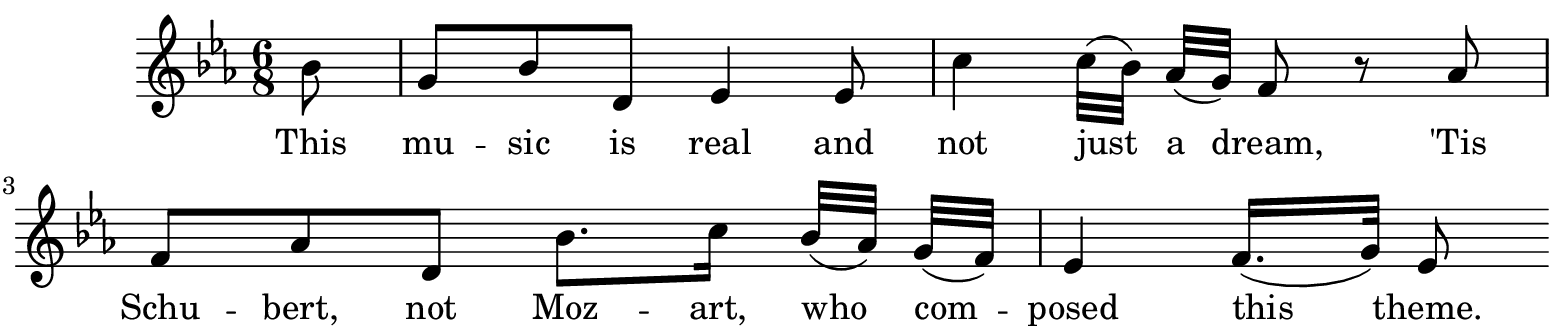 6
8
This mu - sic is real and not just a dream, 'Tis
3
Schu - bert, not Moz - art, who com - posed this theme.